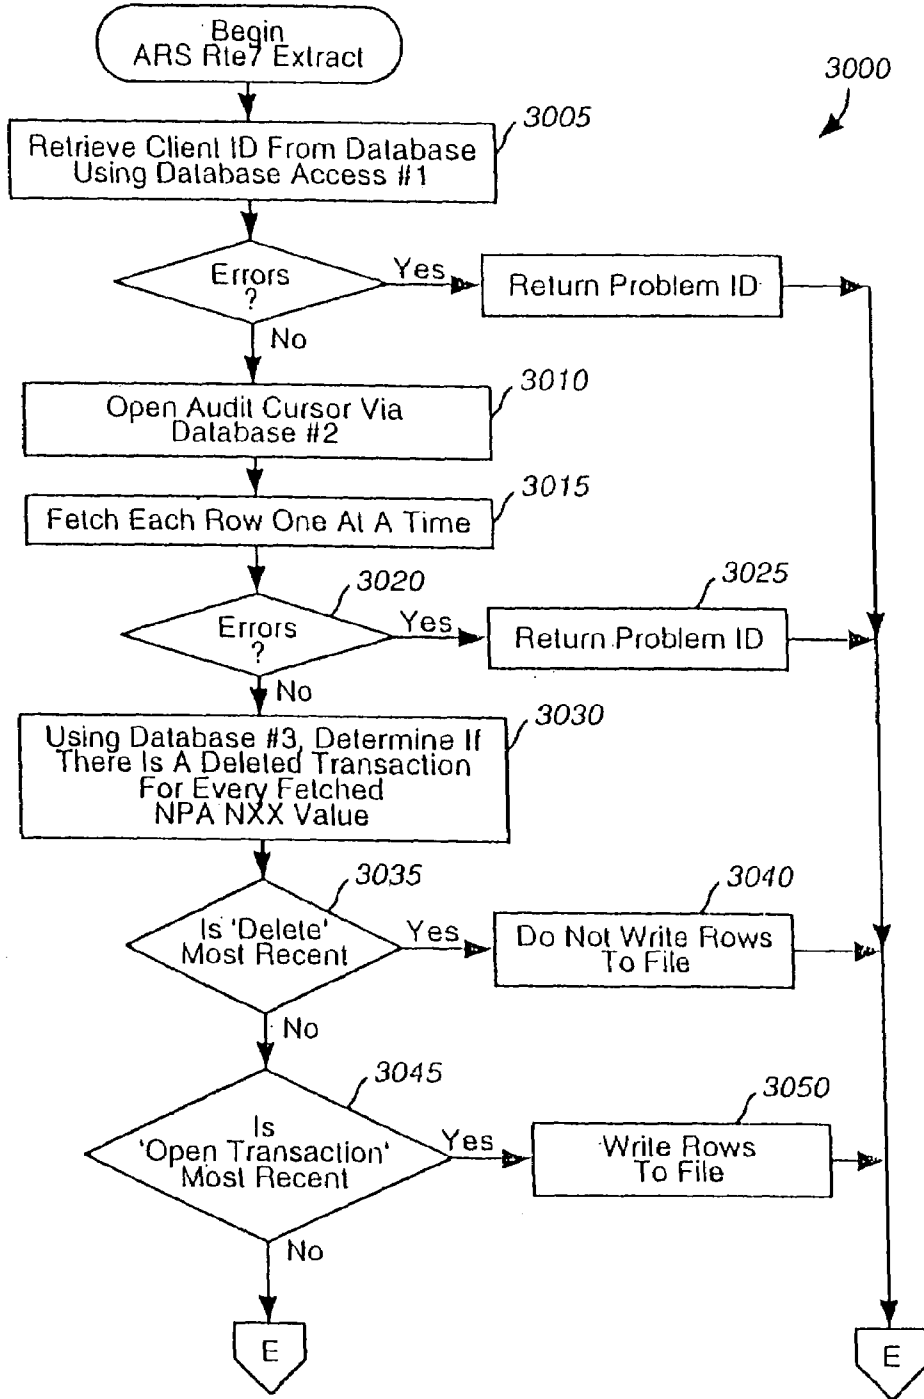 Begin
ARS Rte7 Extract
3000
3005
Retrieve Client ID From Database
Using Database Access #1
Errors
?
Yes
Return Problem ID
No
3010
Open Audit Cursor Via
Database #2
3015
Fetch Each Row One At A Time
3020
Errors
?
Yes
3025
Return Problem ID
No
3030
Using Database #3, Determine If
There Is A Deleted Transaction
For Every Fetched
NPA NXX Value
3035
Is 'Delete'
Most Recent
Yes
3040
Do Not Write Rows
To File
No
3045
Is
'Open Transaction'
Most Recent
Yes
3050
Write Rows
To File
No
E
E